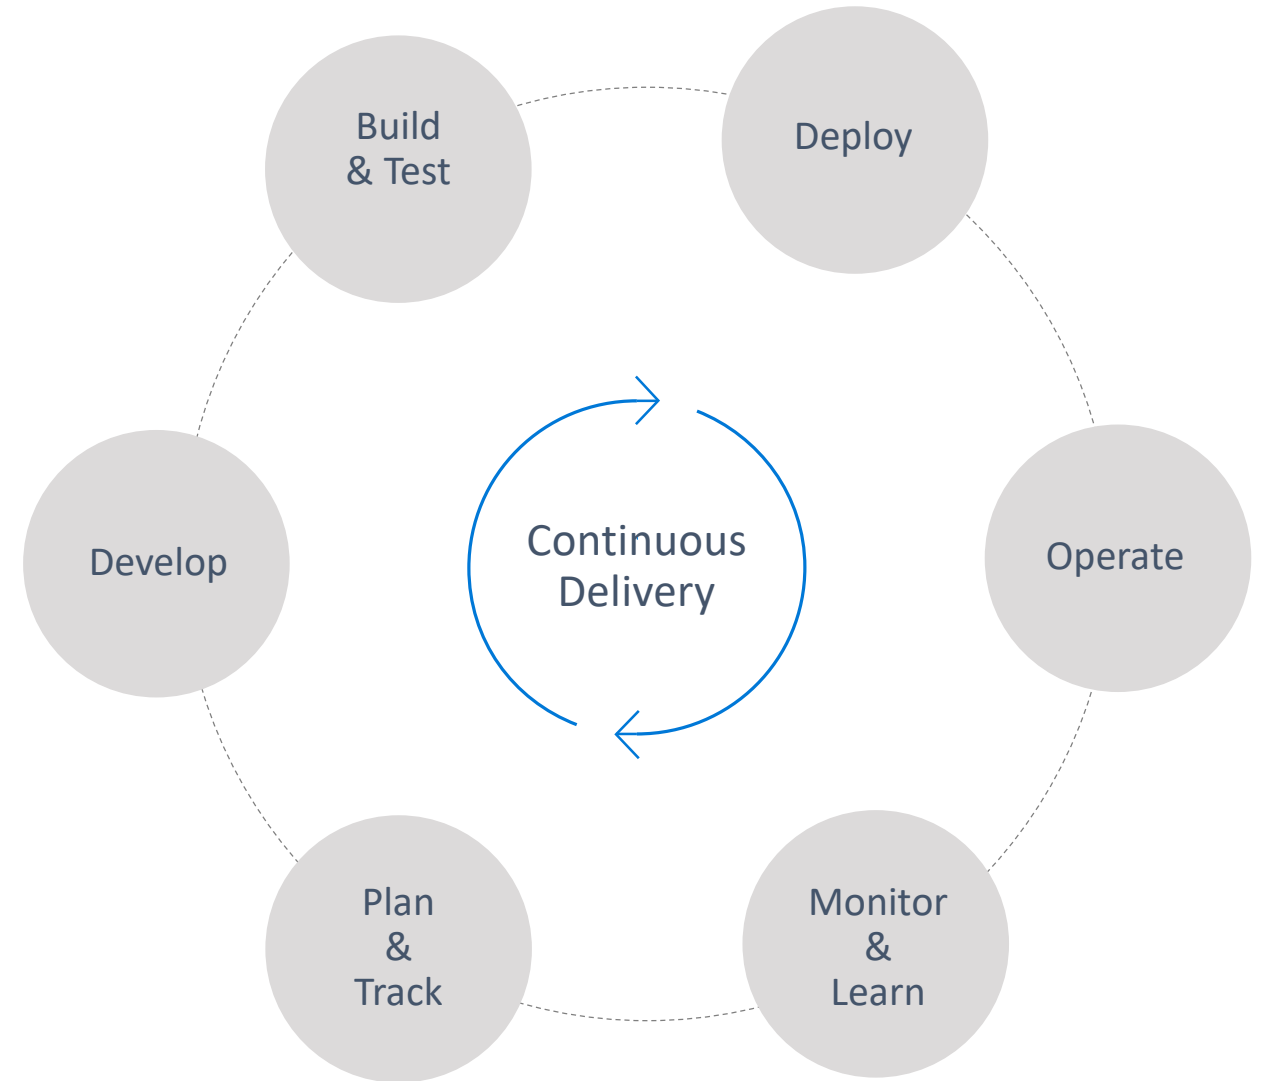 Build
& Test
Deploy
Develop
Continuous
Delivery
Operate
Plan
&
Track
Monitor
&
Learn